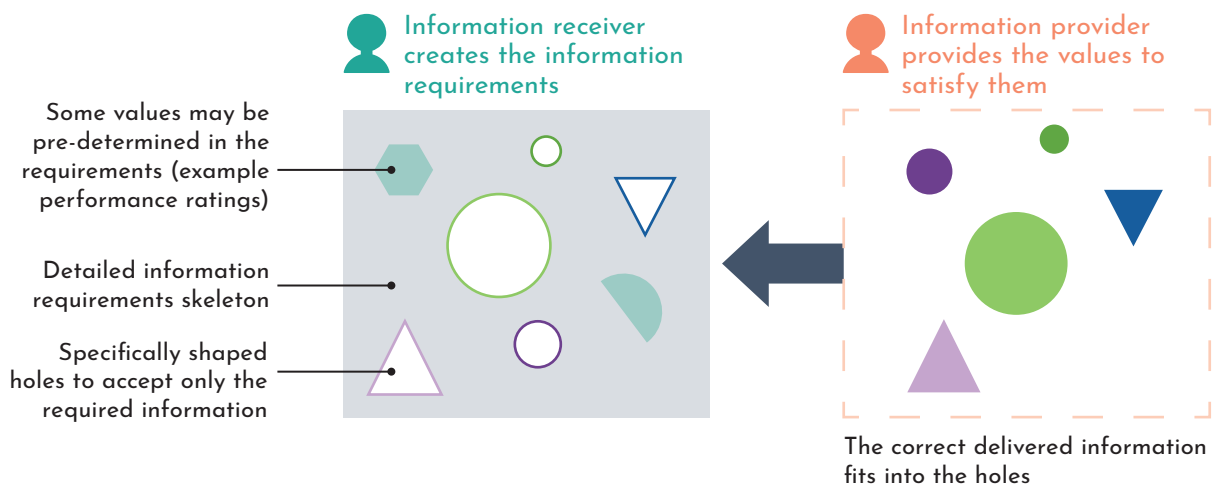 Information receiver
creates the information
requirements
Information provider
provides the values to
satisfy them
Some values may be
pre-determined in the
requirements (example
performance ratings)
Detailed information
requirements skeleton
Specifically shaped
holes to accept only the
required information
The correct delivered information
fits into the holes